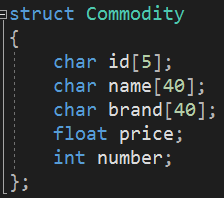 struct Commodity
{
    char id[5];
    char name[40];
    char brand[40];
    float price;
    int number;
};